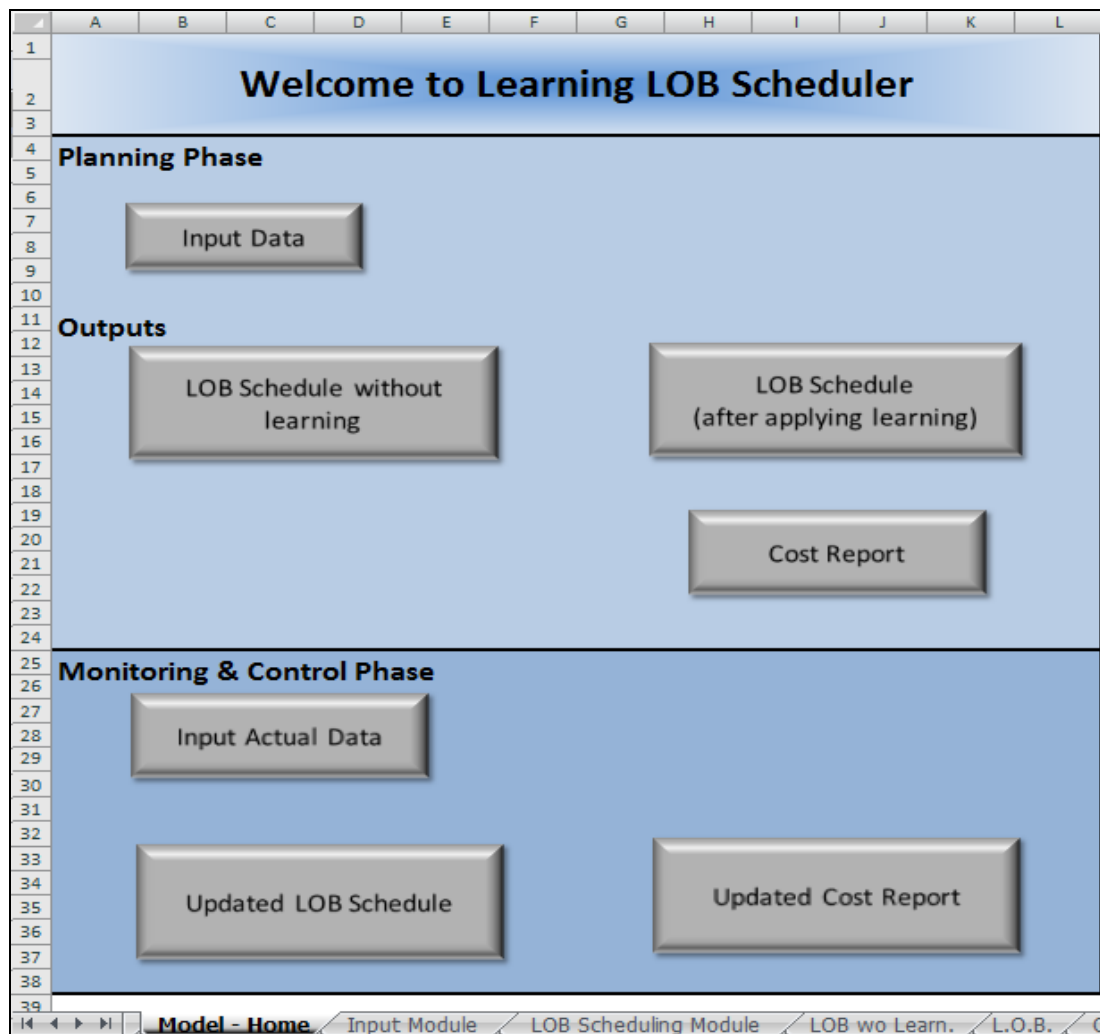 A B C D E F G H I J K L
1
2
3
4
5
6
7
8
9
10
11
12
13
14
15
16
17
18
19
20
21
22
23
24
25
26
27
28
29
30
31
32
33
34
35
36
37
38
39
Welcome to Learning LOB Scheduler
Planning Phase
Input Data
Outputs
LOB Schedule without
learning
LOB Schedule
(after applying learning)
Cost Report
Monitoring & Control Phase
Input Actual Data
Updated LOB Schedule
Updated Cost Report
Model - Home Input Module LOB Scheduling Module LOB wo Learn. L.O.B.